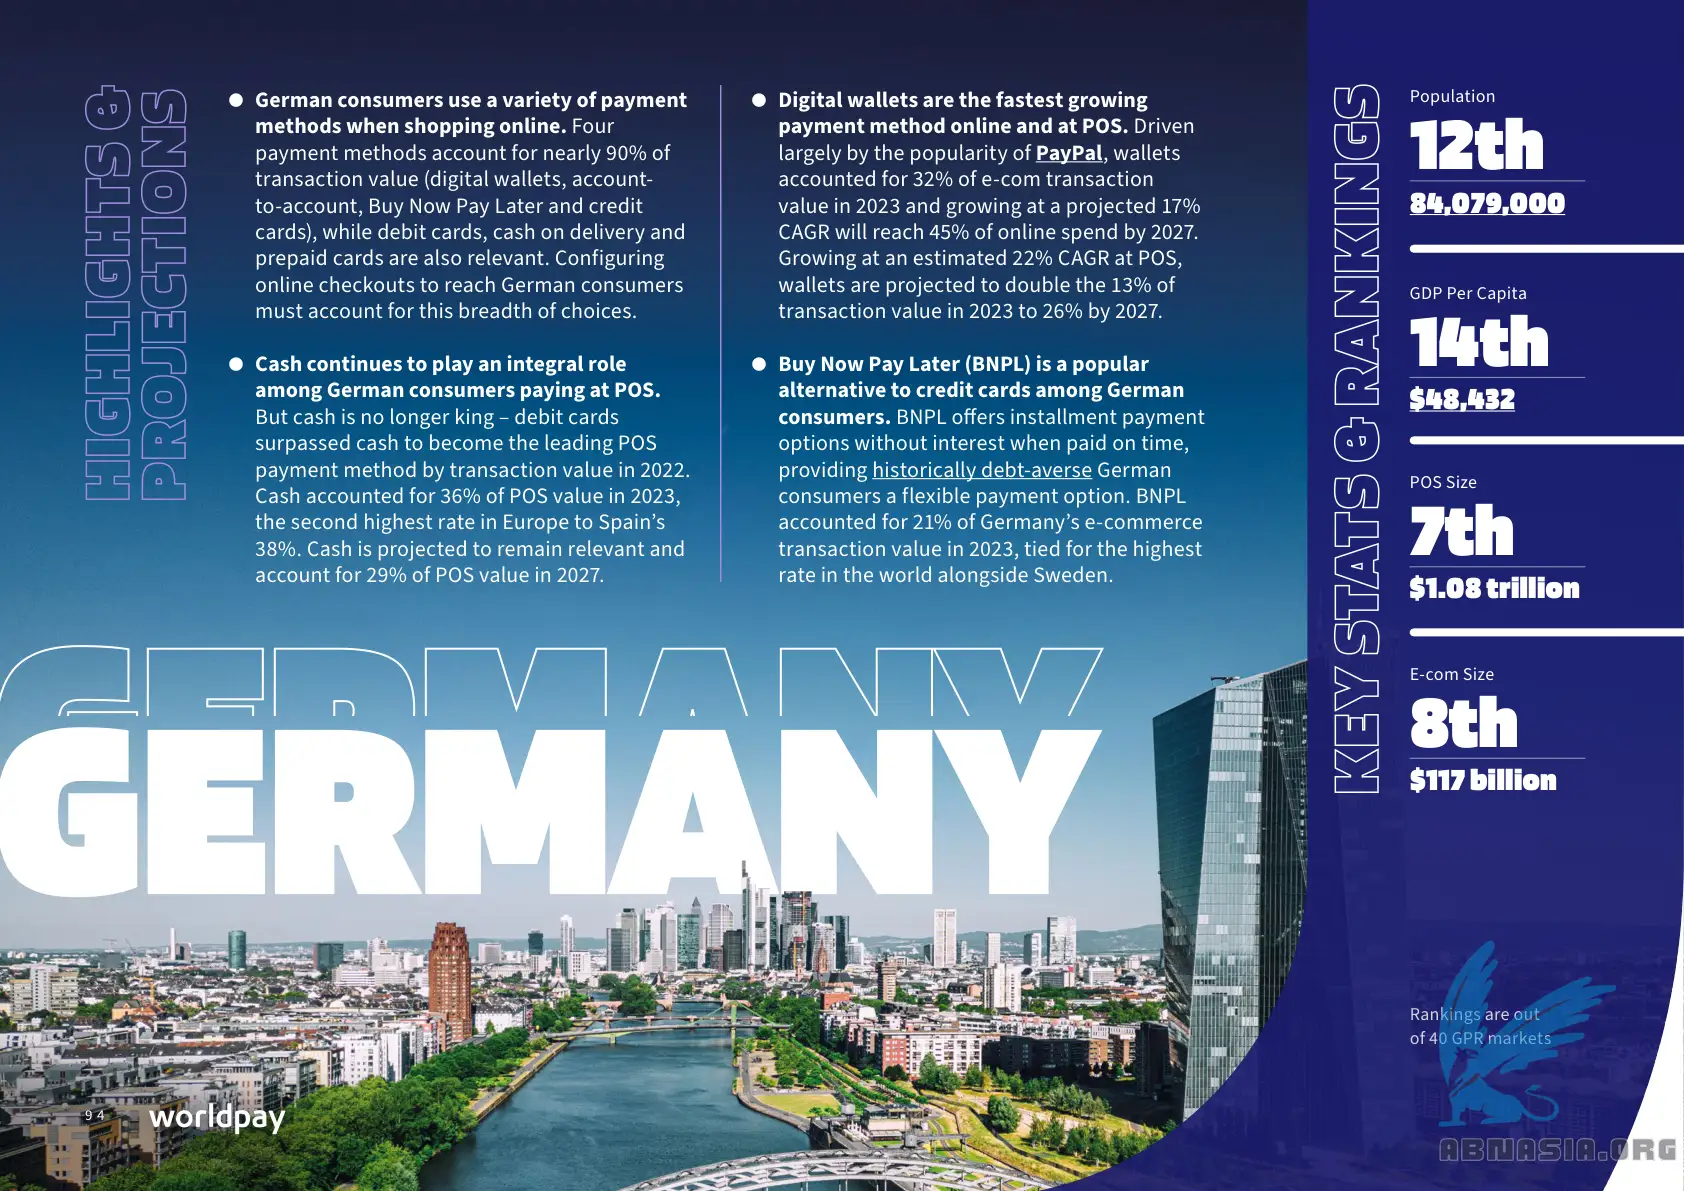 HIGHLIGHTS &
PROJECTIONS
● German consumers use a variety of payment
methods when shopping online. Four
payment methods account for nearly 90% of
transaction value (digital wallets, account-
to-account, Buy Now Pay Later and credit
cards), while debit cards, cash on delivery and
prepaid cards are also relevant. Configuring
online checkouts to reach German consumers
must account for this breadth of choices.
● Cash continues to play an integral role
among German consumers paying at POS.
But cash is no longer king – debit cards
surpassed cash to become the leading POS
payment method by transaction value in 2022.
Cash accounted for 36% of POS value in 2023,
the second highest rate in Europe to Spain’s
38%. Cash is projected to remain relevant and
account for 29% of POS value in 2027.
● Digital wallets are the fastest growing
payment method online and at POS. Driven
largely by the popularity of PayPal, wallets
accounted for 32% of e-com transaction
value in 2023 and growing at a projected 17%
CAGR will reach 45% of online spend by 2027.
Growing at an estimated 22% CAGR at POS,
wallets are projected to double the 13% of
transaction value in 2023 to 26% by 2027.
● Buy Now Pay Later (BNPL) is a popular
alternative to credit cards among German
consumers. BNPL offers installment payment
options without interest when paid on time,
providing historically debt-averse German
consumers a flexible payment option. BNPL
accounted for 21% of Germany’s e-commerce
transaction value in 2023, tied for the highest
rate in the world alongside Sweden.
GERMANY
GERMANY
KEY STATS & RANKINGS
Population
12th
84,079,000
GDP Per Capita
14th
$48,432
POS Size
7th
$1.08 trillion
E-com Size
8th
$117 billion
Rankings are out
of 40 GPR markets
94
worldpay
ABNASIA.ORG